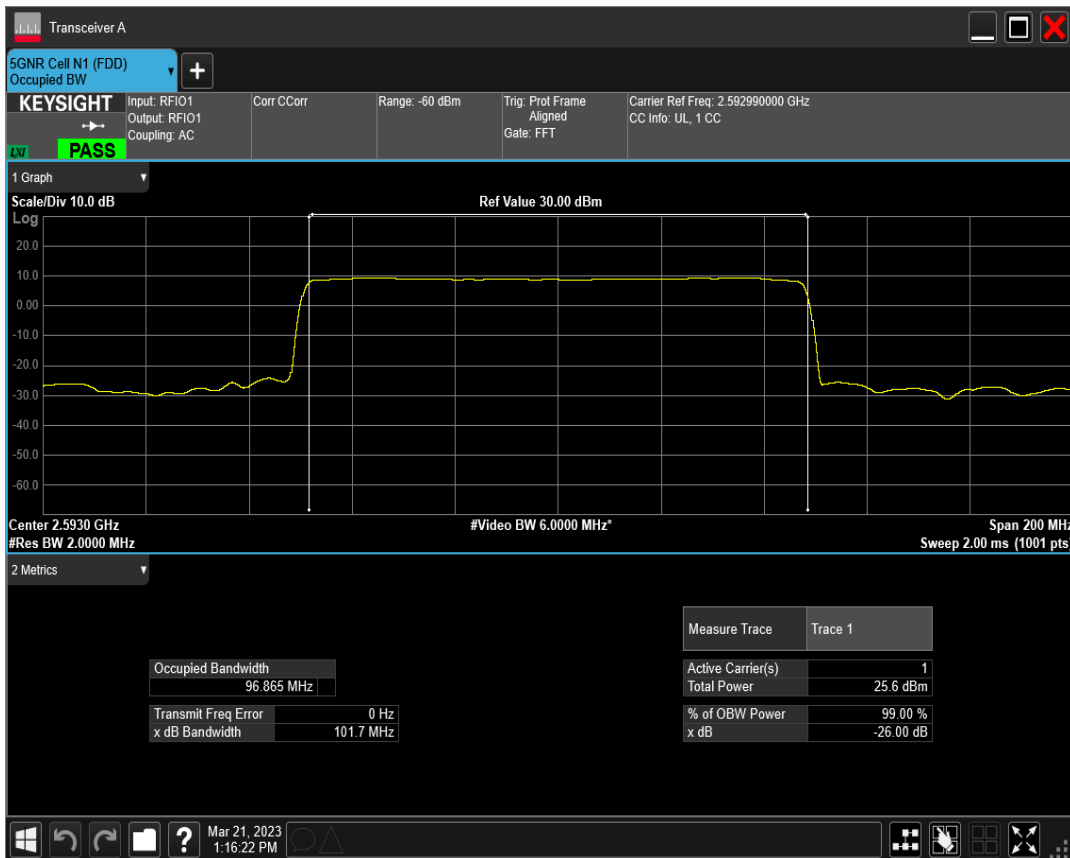 Transceiver A
5GNR Cell N1 (FDD)
Occupied BW
+
KEYSIGHT
LXI
PASS
Input: RFIO1
Output: RFIO1
Coupling: AC
Corr CCorr
Range: -60 dBm
Trig: Prot Frame
Aligned
Gate: FFT
Carrier Ref Freq: 2.592990000 GHz
CC Info: UL, 1 CC
1 Graph
Scale/Div 10.0 dB
Ref Value 30.00 dBm
Log
20.0
10.0
0.00
-10.0
-20.0
-30.0
-40.0
-50.0
-60.0
Center 2.5930 GHz
#Video BW 6.0000 MHz*
Span 200 MHz
#Res BW 2.0000 MHz
Sweep 2.00 ms (1001 pts)
2 Metrics
Measure Trace Trace 1
Occupied Bandwidth
96.865 MHz
Active Carrier(s) 1
Total Power 25.6 dBm
Transmit Freq Error 0 Hz
x dB Bandwidth 101.7 MHz
% of OBW Power 99.00 %
x dB -26.00 dB
?
Mar 21, 2023
1:16:22 PM